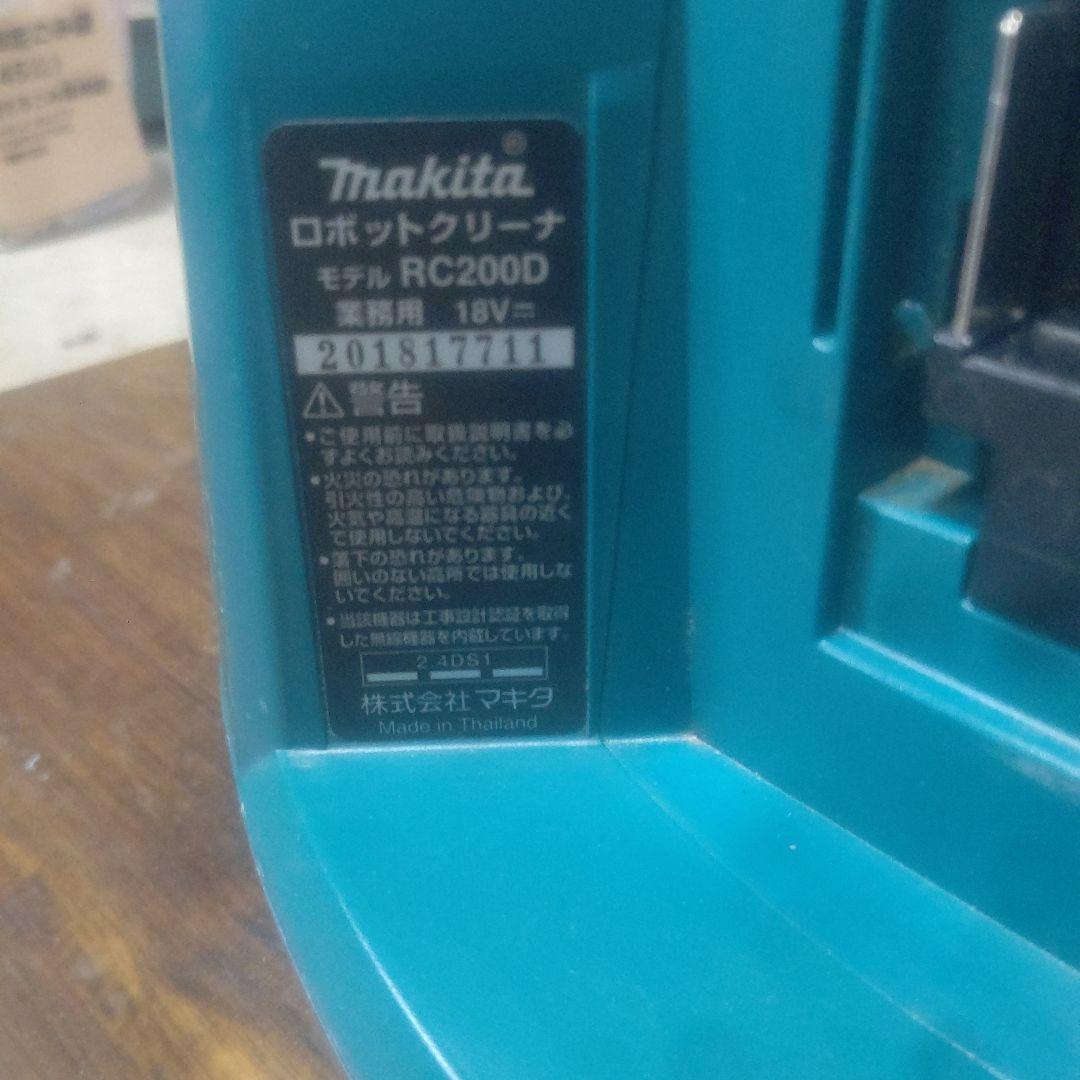 makita®
ロボットクリーナ
モデル RC200D
業務用 18V⎓
201817711
⚠警告
•ご使用前に取扱説明書を必
ずよくお読みください。
•火災の恐れがあります。
引火性の高い危険物および、
火気や高温になる器具の近く
で使用しないでください。
•落下の恐れがあります。
囲いのない高所では使用しな
いでください。
•当該機器は工事設計認証を取得
した無線機器を内蔵しています。
2.4DS1
株式会社マキタ
Made in Thailand